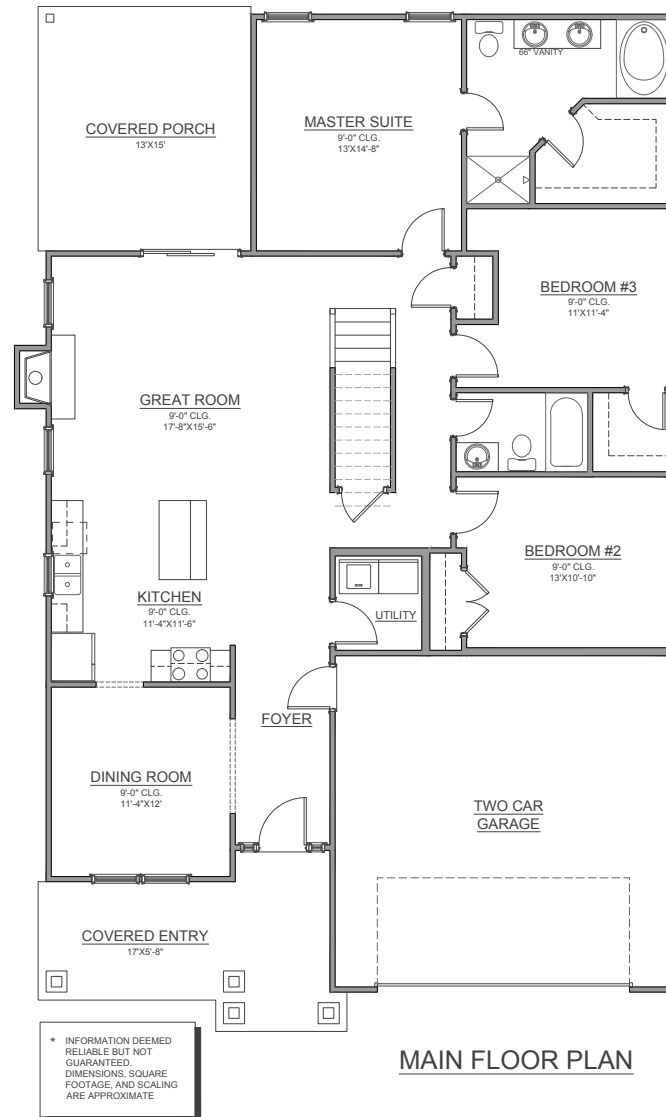 66" VANITY
COVERED PORCH
13'X15'
MASTER SUITE
9'-0" CLG.
13'X14'-8"
BEDROOM #3
9'-0" CLG.
11'X11'-4"
GREAT ROOM
9'-0" CLG.
17'-8"X15'-6"
BEDROOM #2
9'-0" CLG.
13'X10'-10"
KITCHEN
9'-0" CLG.
11'-4"X11'-6"
UTILITY
FOYER
DINING ROOM
9'-0" CLG.
11'-4"X12'
TWO CAR
GARAGE
COVERED ENTRY
17'X5'-8"
* INFORMATION DEEMED
RELIABLE BUT NOT
GUARANTEED.
DIMENSIONS, SQUARE
FOOTAGE, AND SCALING
ARE APPROXIMATE
MAIN FLOOR PLAN